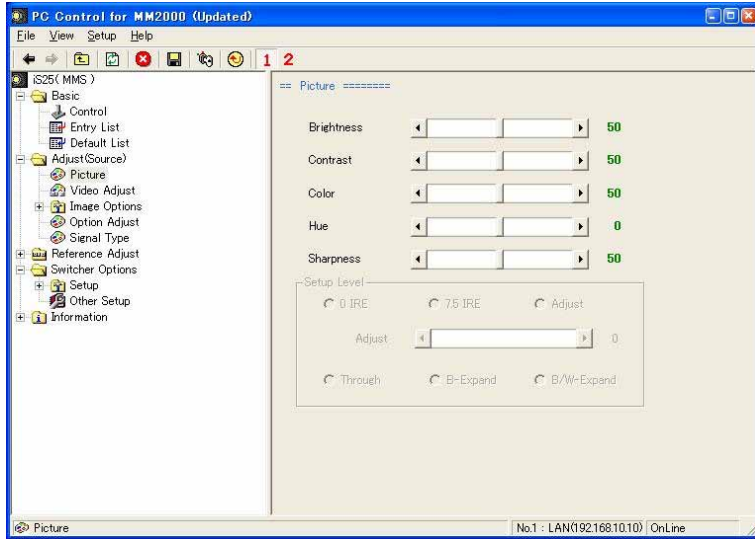 PC Control for MM2000 (Updated)
File View Setup Help
1 2
iS25( MMS )
Basic
Control
Entry List
Default List
Adjust(Source)
Picture
Video Adjust
Image Options
Option Adjust
Signal Type
Reference Adjust
Switcher Options
Setup
Other Setup
Information
== Picture ========
Brightness 50
Contrast 50
Color 50
Hue 0
Sharpness 50
Setup Level
0 IRE 7.5 IRE Adjust
Adjust 0
Through B-Expand B/W-Expand
Picture
No.1 : LAN(192.168.10.10) OnLine